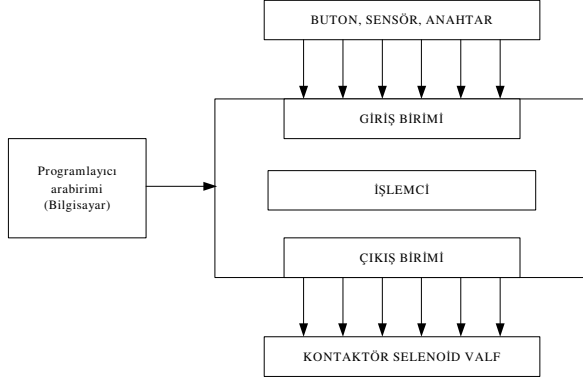 BUTON, SENSÖR, ANAHTAR
GİRİŞ BİRİMİ
Programlayıcı
arabirimi
(Bilgisayar)
İŞLEMCİ
ÇIKIŞ BİRİMİ
KONTAKTÖR SELENOİD VALF